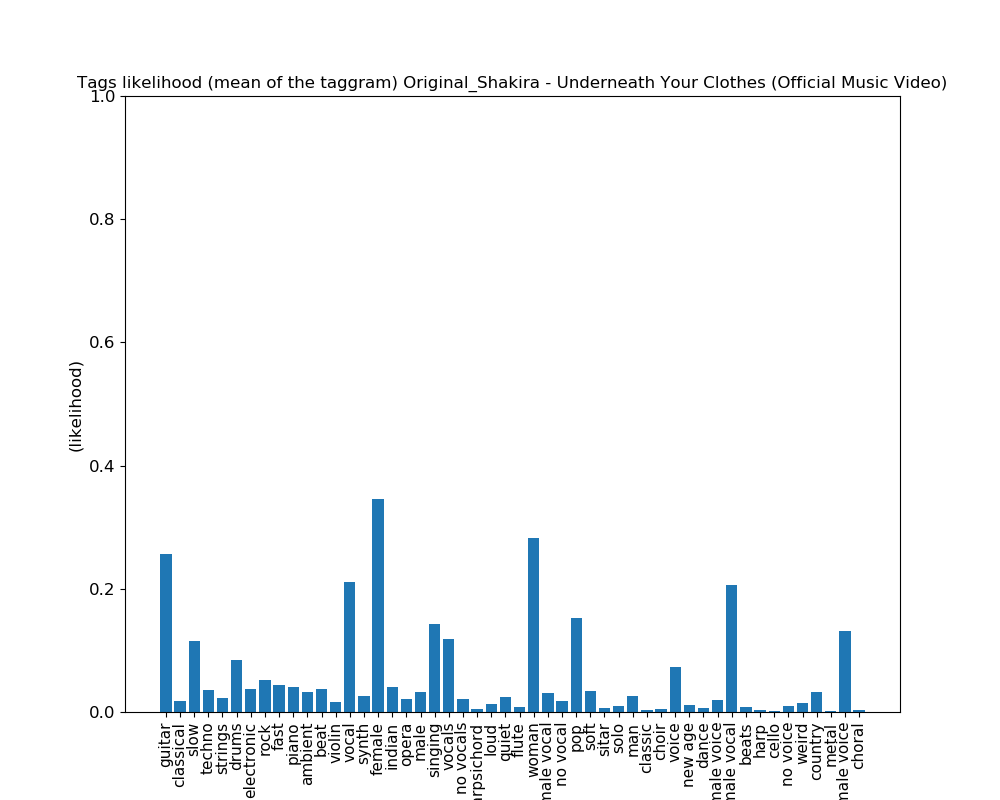 Tags likelihood (mean of the taggram) Original_Shakira - Underneath Your Clothes (Official Music Video)
1.0
0.8
0.6
0.4
0.2
0.0
(likelihood)
guitar
classical
slow
techno
strings
drums
electronic
rock
fast
piano
ambient
beat
violin
vocal
synth
female
indian
opera
male
singing
vocals
no vocals
arpsichord
loud
quiet
flute
woman
male vocal
no vocal
pop
soft
sitar
solo
man
classic
choir
voice
new age
dance
male voice
male vocal
beats
harp
cello
no voice
weird
country
metal
male voice
choral